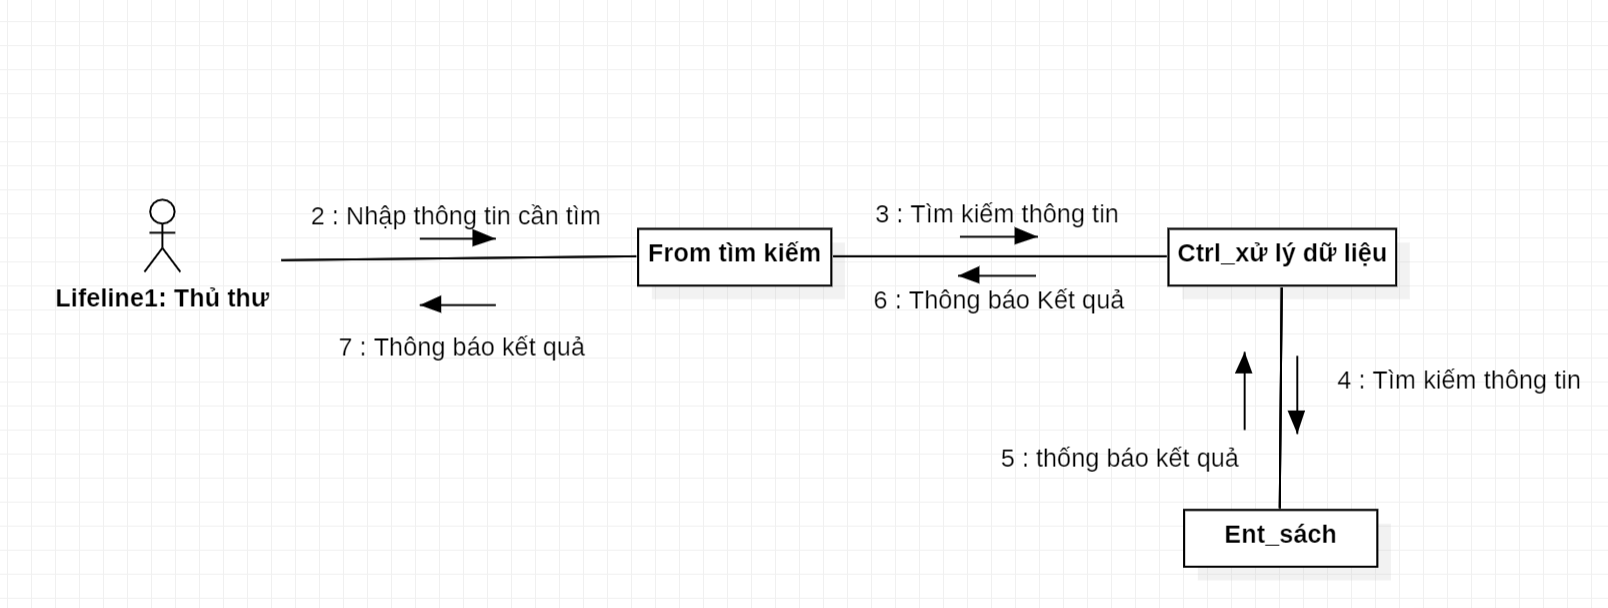 2 : Nhập thông tin cần tìm
3 : Tìm kiếm thông tin
From tìm kiếm
Ctrl_xử lý dữ liệu
Lifeline1: Thủ thư
6 : Thông báo Kết quả
7 : Thông báo kết quả
4 : Tìm kiếm thông tin
5 : thống báo kết quả
Ent_sách